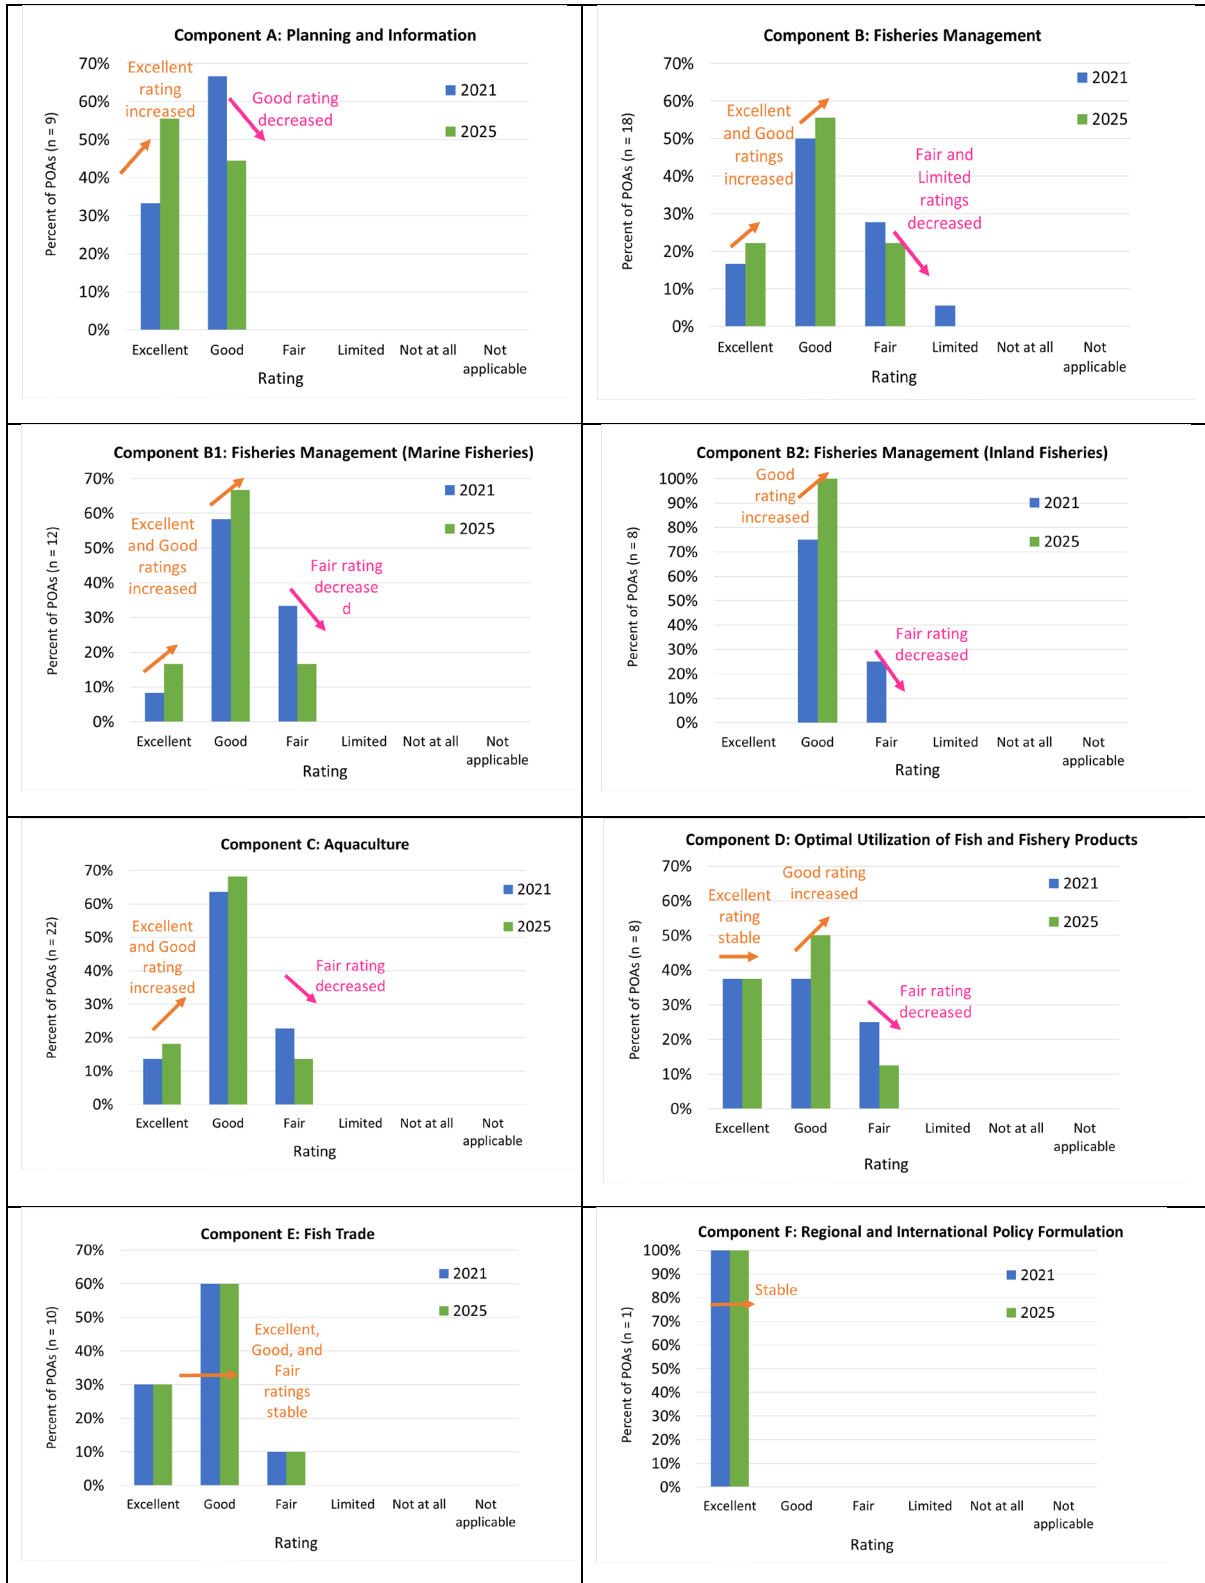 Component A: Planning and Information
70%
60%
50%
40%
30%
20%
10%
0%
Percent of POAs (n = 9)
Excellent
rating
increased
Good rating
decreased
2021
2025
Excellent
Good
Fair
Limited
Not at all
Not
applicable
Rating
Component B: Fisheries Management
70%
60%
50%
40%
30%
20%
10%
0%
Percent of POAs (n = 18)
Excellent
and Good
ratings
increased
Fair and
Limited
ratings
decreased
2021
2025
Excellent
Good
Fair
Limited
Not at all
Not
applicable
Rating
Component B1: Fisheries Management (Marine Fisheries)
70%
60%
50%
40%
30%
20%
10%
0%
Percent of POAs (n = 12)
Excellent
and Good
ratings
increased
Fair rating
decrease
d
2021
2025
Excellent
Good
Fair
Limited
Not at all
Not
applicable
Rating
Component B2: Fisheries Management (Inland Fisheries)
100%
90%
80%
70%
60%
50%
40%
30%
20%
10%
0%
Percent of POAs (n = 8)
Good
rating
increased
Fair rating
decreased
2021
2025
Excellent
Good
Fair
Limited
Not at all
Not
applicable
Rating
Component C: Aquaculture
70%
60%
50%
40%
30%
20%
10%
0%
Percent of POAs (n = 22)
Excellent
and Good
rating
increased
Fair rating
decreased
2021
2025
Excellent
Good
Fair
Limited
Not at all
Not
applicable
Rating
Component D: Optimal Utilization of Fish and Fishery Products
70%
60%
50%
40%
30%
20%
10%
0%
Percent of POAs (n = 8)
Excellent
rating
stable
Good rating
increased
Fair rating
decreased
2021
2025
Excellent
Good
Fair
Limited
Not at all
Not
applicable
Rating
Component E: Fish Trade
70%
60%
50%
40%
30%
20%
10%
0%
Percent of POAs (n = 10)
Excellent,
Good, and
Fair
ratings
stable
2021
2025
Excellent
Good
Fair
Limited
Not at all
Not
applicable
Rating
Component F: Regional and International Policy Formulation
100%
90%
80%
70%
60%
50%
40%
30%
20%
10%
0%
Percent of POAs (n = 1)
Stable
2021
2025
Excellent
Good
Fair
Limited
Not at all
Not
applicable
Rating